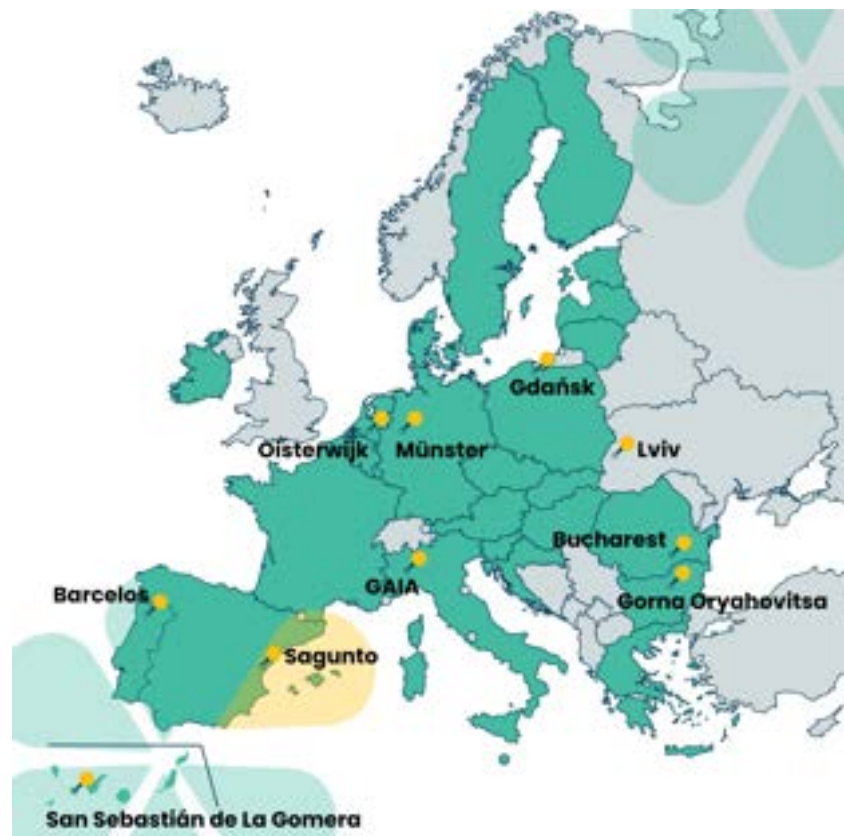 Gdańsk
Oisterwijk
Münster
Lviv
Bucharest
GAIA
Barcelos
Gorna Oryahovitsa
Sagunto
San Sebastián de La Gomera